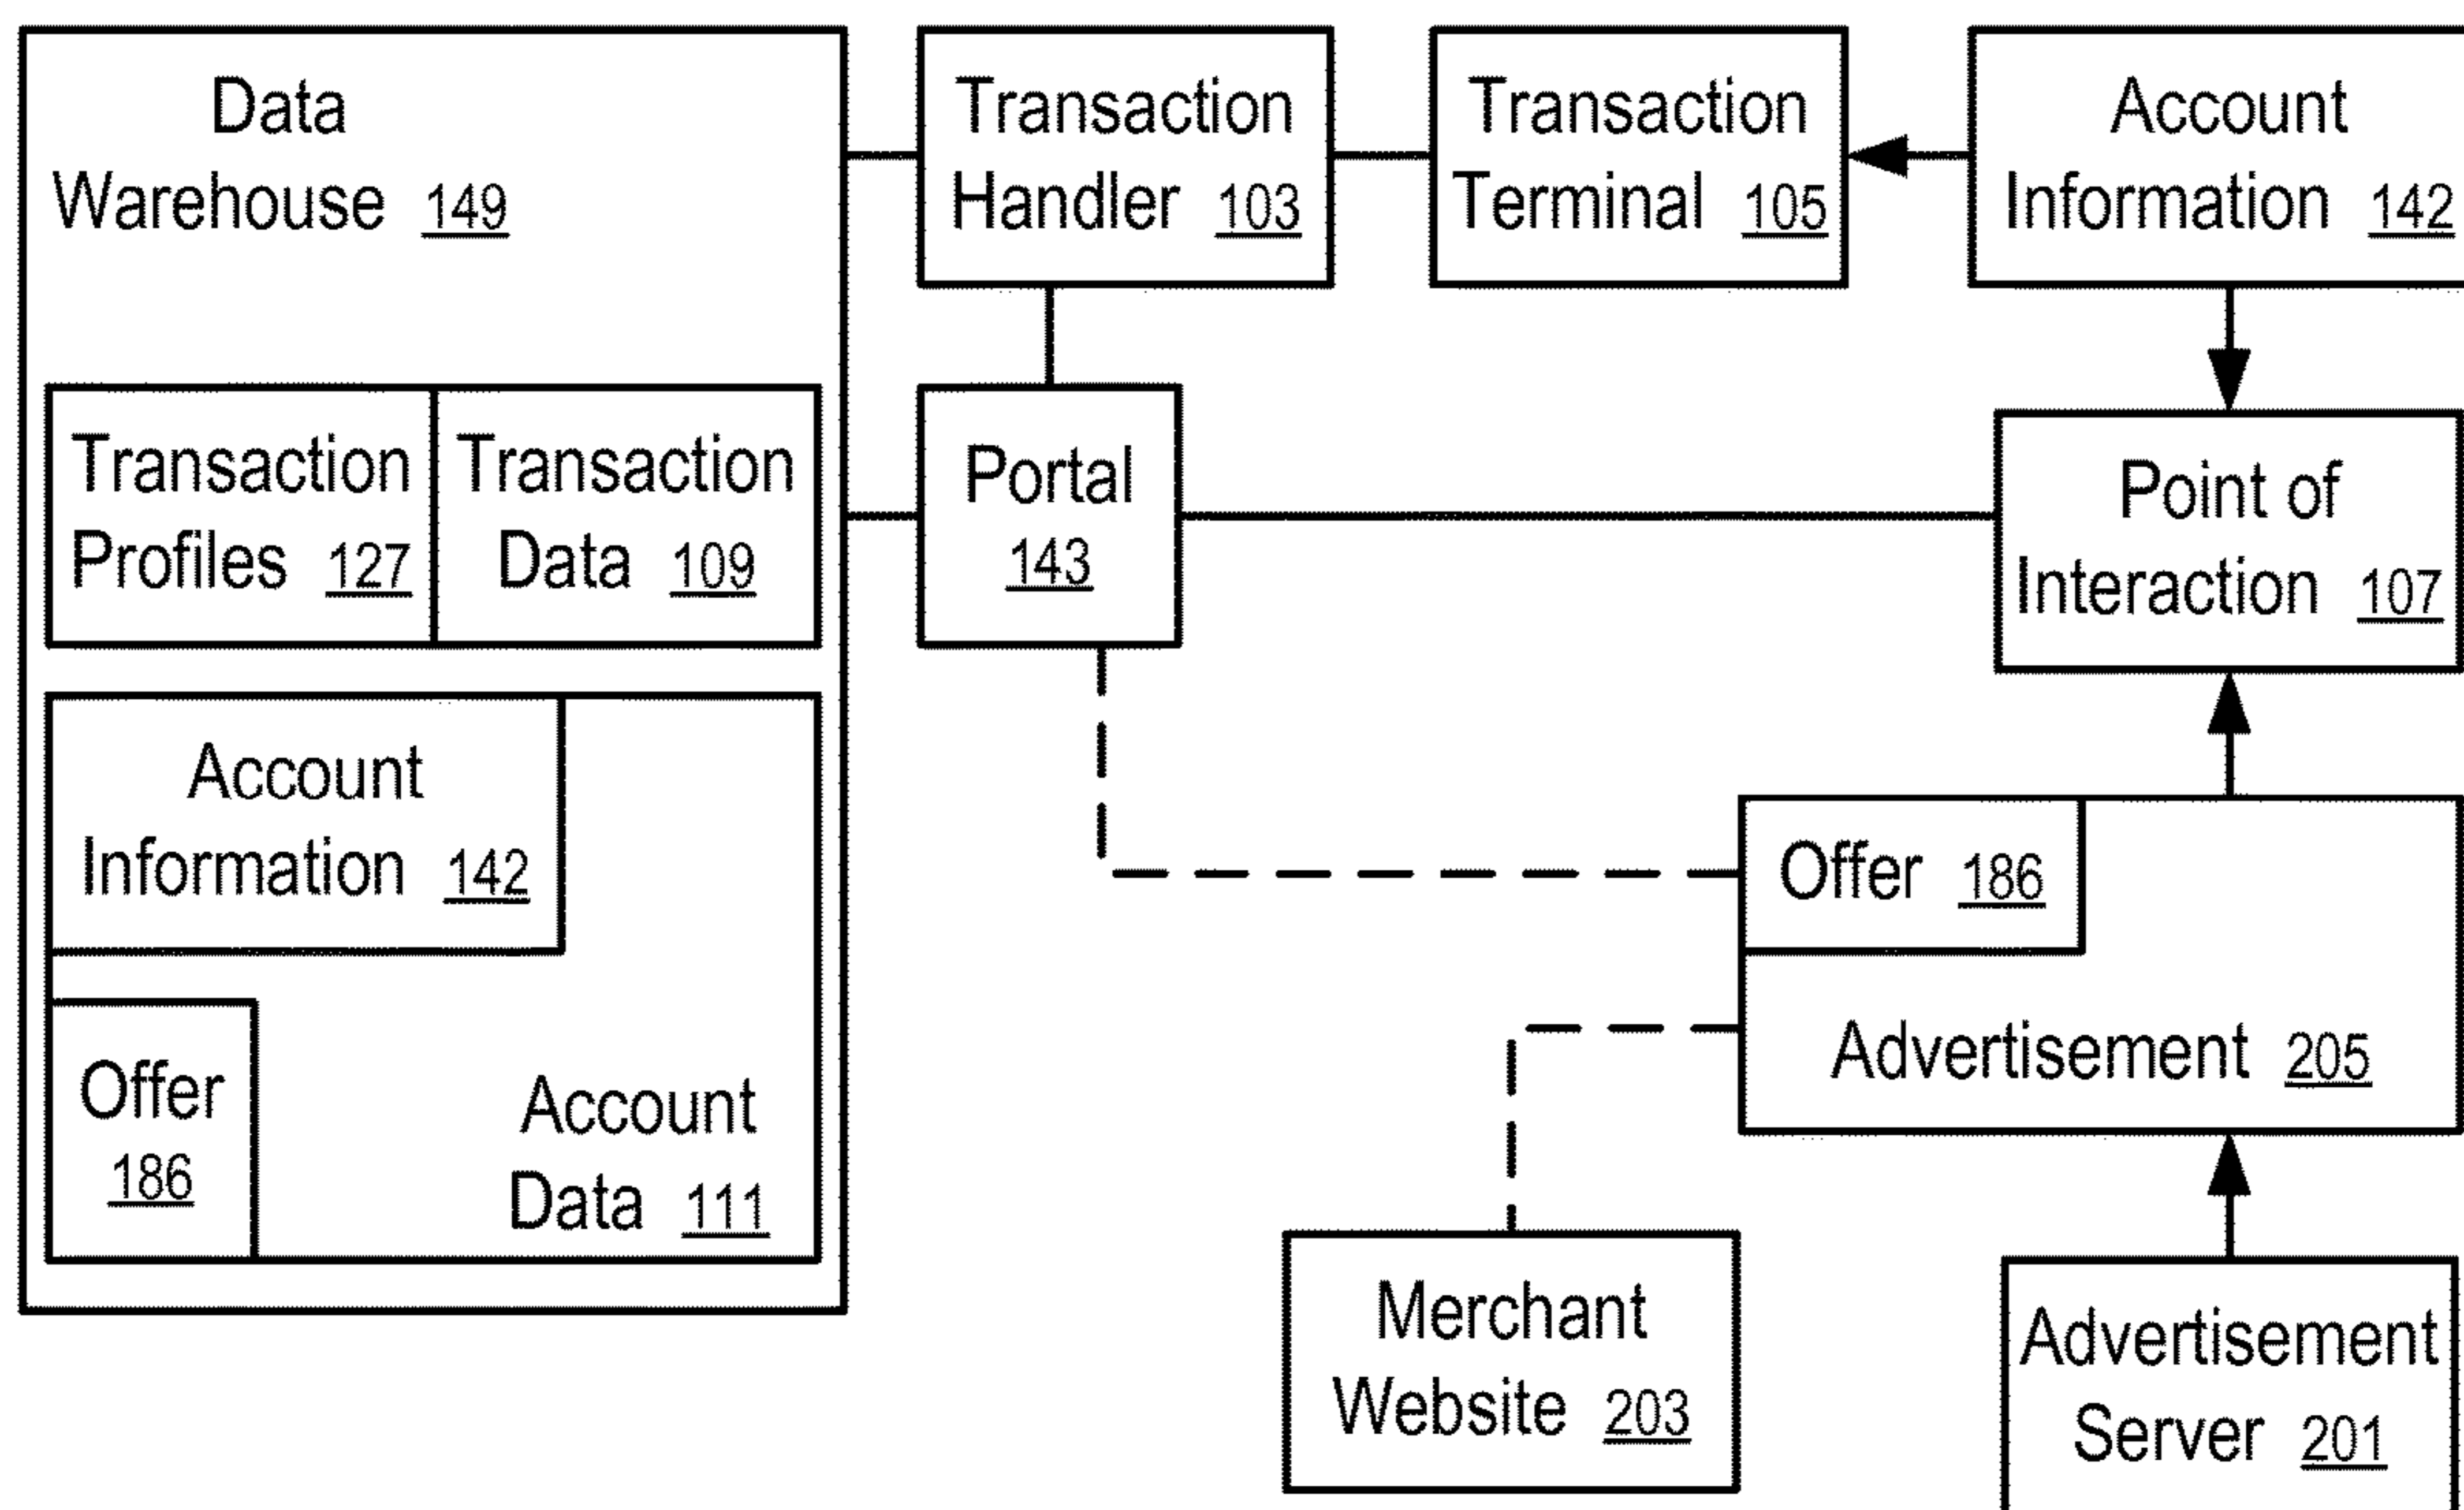 Data
Warehouse 149
Transaction
Handler 103
Transaction
Terminal 105
Account
Information 142
Transaction
Profiles 127
Transaction
Data 109
Portal
143
Point of
Interaction 107
Account
Information 142
Offer 186
Offer
186
Account
Data 111
Advertisement 205
Merchant
Website 203
Advertisement
Server 201